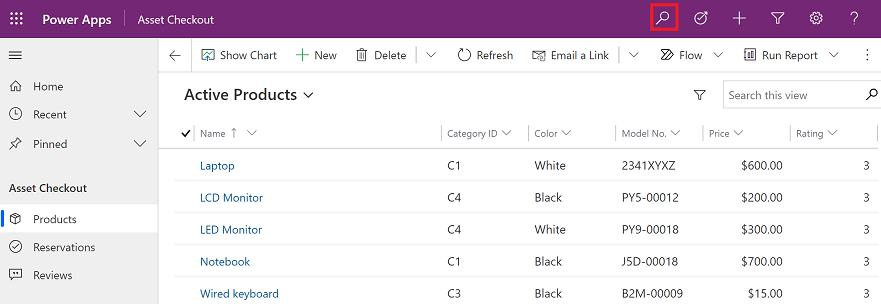 Power Apps Asset Checkout ?
Show Chart New Delete Refresh Email a Link Flow Run Report
Home
Recent
Pinned
Asset Checkout
Products
Reservations
Reviews
Active Products
Search this view
Name Category ID Color Model No. Price Rating
Laptop C1 White 2341XYXZ $600.00 3
LCD Monitor C4 Black PY5-00012 $200.00 3
LED Monitor C4 White PY9-00018 $300.00 3
Notebook C1 Black J5D-00018 $700.00 3
Wired keyboard C3 Black B2M-00009 $15.00 3